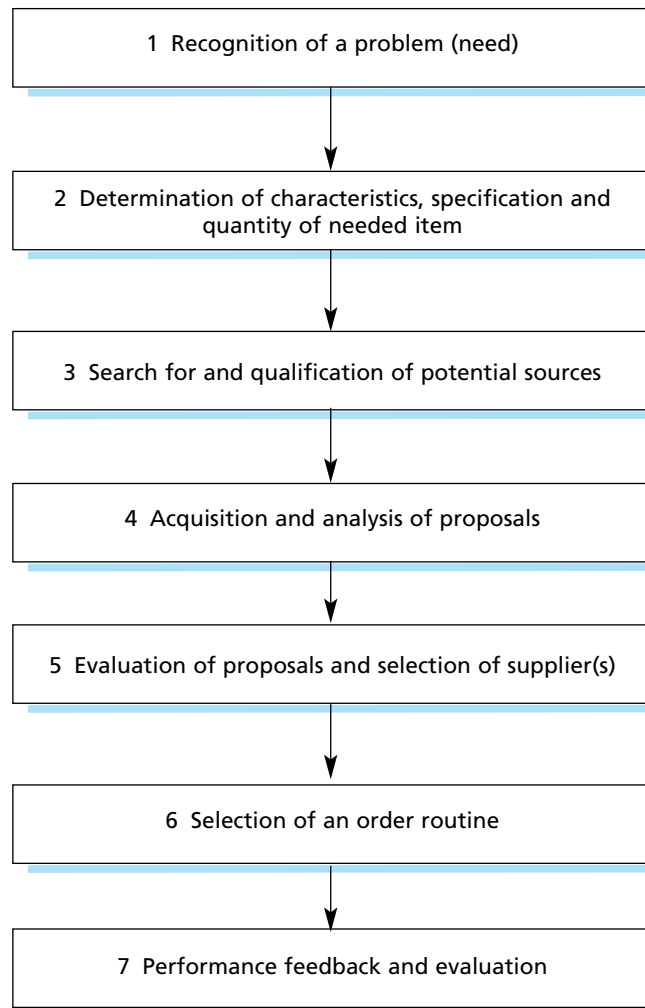 1 Recognition of a problem (need)
2 Determination of characteristics, specification and
quantity of needed item
3 Search for and qualification of potential sources
4 Acquisition and analysis of proposals
5 Evaluation of proposals and selection of supplier(s)
6 Selection of an order routine
7 Performance feedback and evaluation